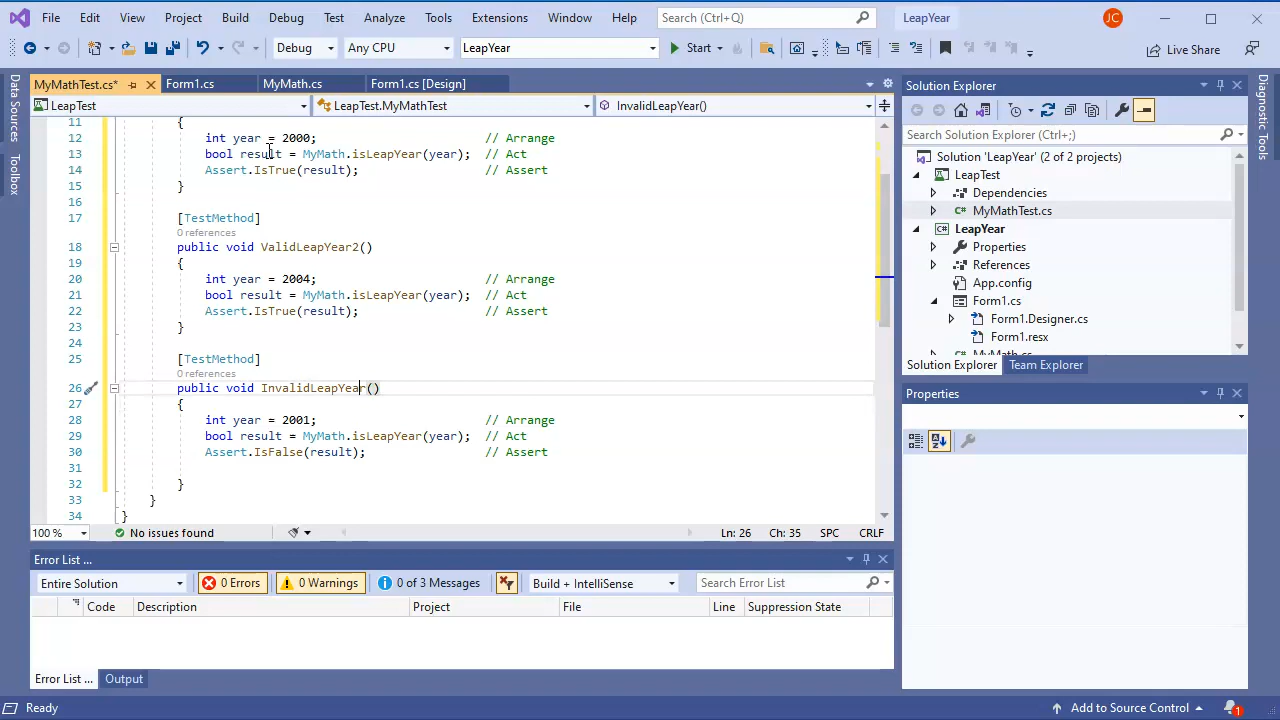 File Edit View Project Build Debug Test Analyze Tools Extensions Window Help Search (Ctrl+Q) LeapYear JC
Debug Any CPU LeapYear Start Live Share
Data Sources
Toolbox
MyMathTest.cs* Form1.cs MyMath.cs Form1.cs [Design]
LeapTest LeapTest.MyMathTest InvalidLeapYear()
11 {
12 int year = 2000; // Arrange
13 bool result = MyMath.isLeapYear(year); // Act
14 Assert.IsTrue(result); // Assert
15 }
16
17 [TestMethod]
0 references
18 public void ValidLeapYear2()
19 {
20 int year = 2004; // Arrange
21 bool result = MyMath.isLeapYear(year); // Act
22 Assert.IsTrue(result); // Assert
23 }
24
25 [TestMethod]
0 references
26 public void InvalidLeapYear()
27 {
28 int year = 2001; // Arrange
29 bool result = MyMath.isLeapYear(year); // Act
30 Assert.IsFalse(result); // Assert
31
32 }
33 }
34 }
100 % No issues found Ln: 26 Ch: 35 SPC CRLF
Error List ...
Entire Solution 0 Errors 0 Warnings 0 of 3 Messages Build + IntelliSense Search Error List
Code Description Project File Line Suppression State
Error List ... Output
Solution Explorer
Search Solution Explorer (Ctrl+;)
Solution 'LeapYear' (2 of 2 projects)
LeapTest
Dependencies
C# MyMathTest.cs
C# LeapYear
Properties
References
App.config
Form1.cs
Form1.Designer.cs
Form1.resx
MyMath.cs
Solution Explorer Team Explorer
Properties
Diagnostic Tools
Ready Add to Source Control 1